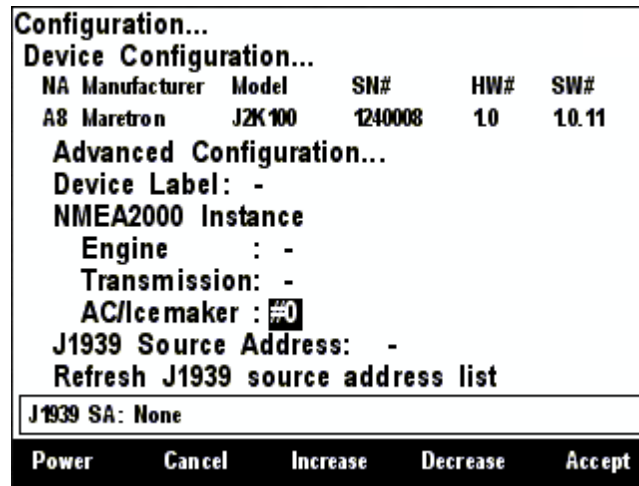 Configuration...
Device Configuration...
NA Manufacturer Model SN# HW# SW#
A8 Maretron J2K100 1240008 1.0 1.0.11
Advanced Configuration...
Device Label: -
NMEA2000 Instance
Engine : -
Transmission: -
AC/Icemaker : #0
J1939 Source Address: -
Refresh J1939 source address list
J1939 SA: None
Power Cancel Increase Decrease Accept